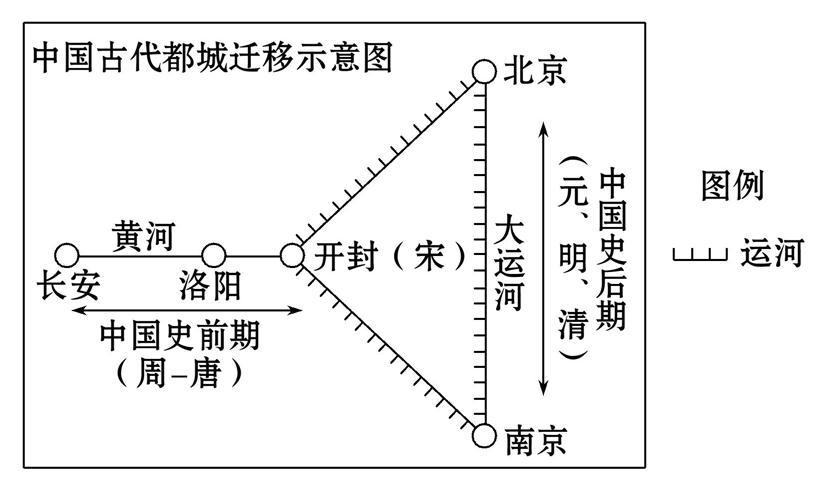 中国古代都城迁移示意图
北京
黄河
长安
洛阳
开封（宋）
大运河
中国史后期
（元、明、清）
中国史前期
（周–唐）
南京
图例
运河